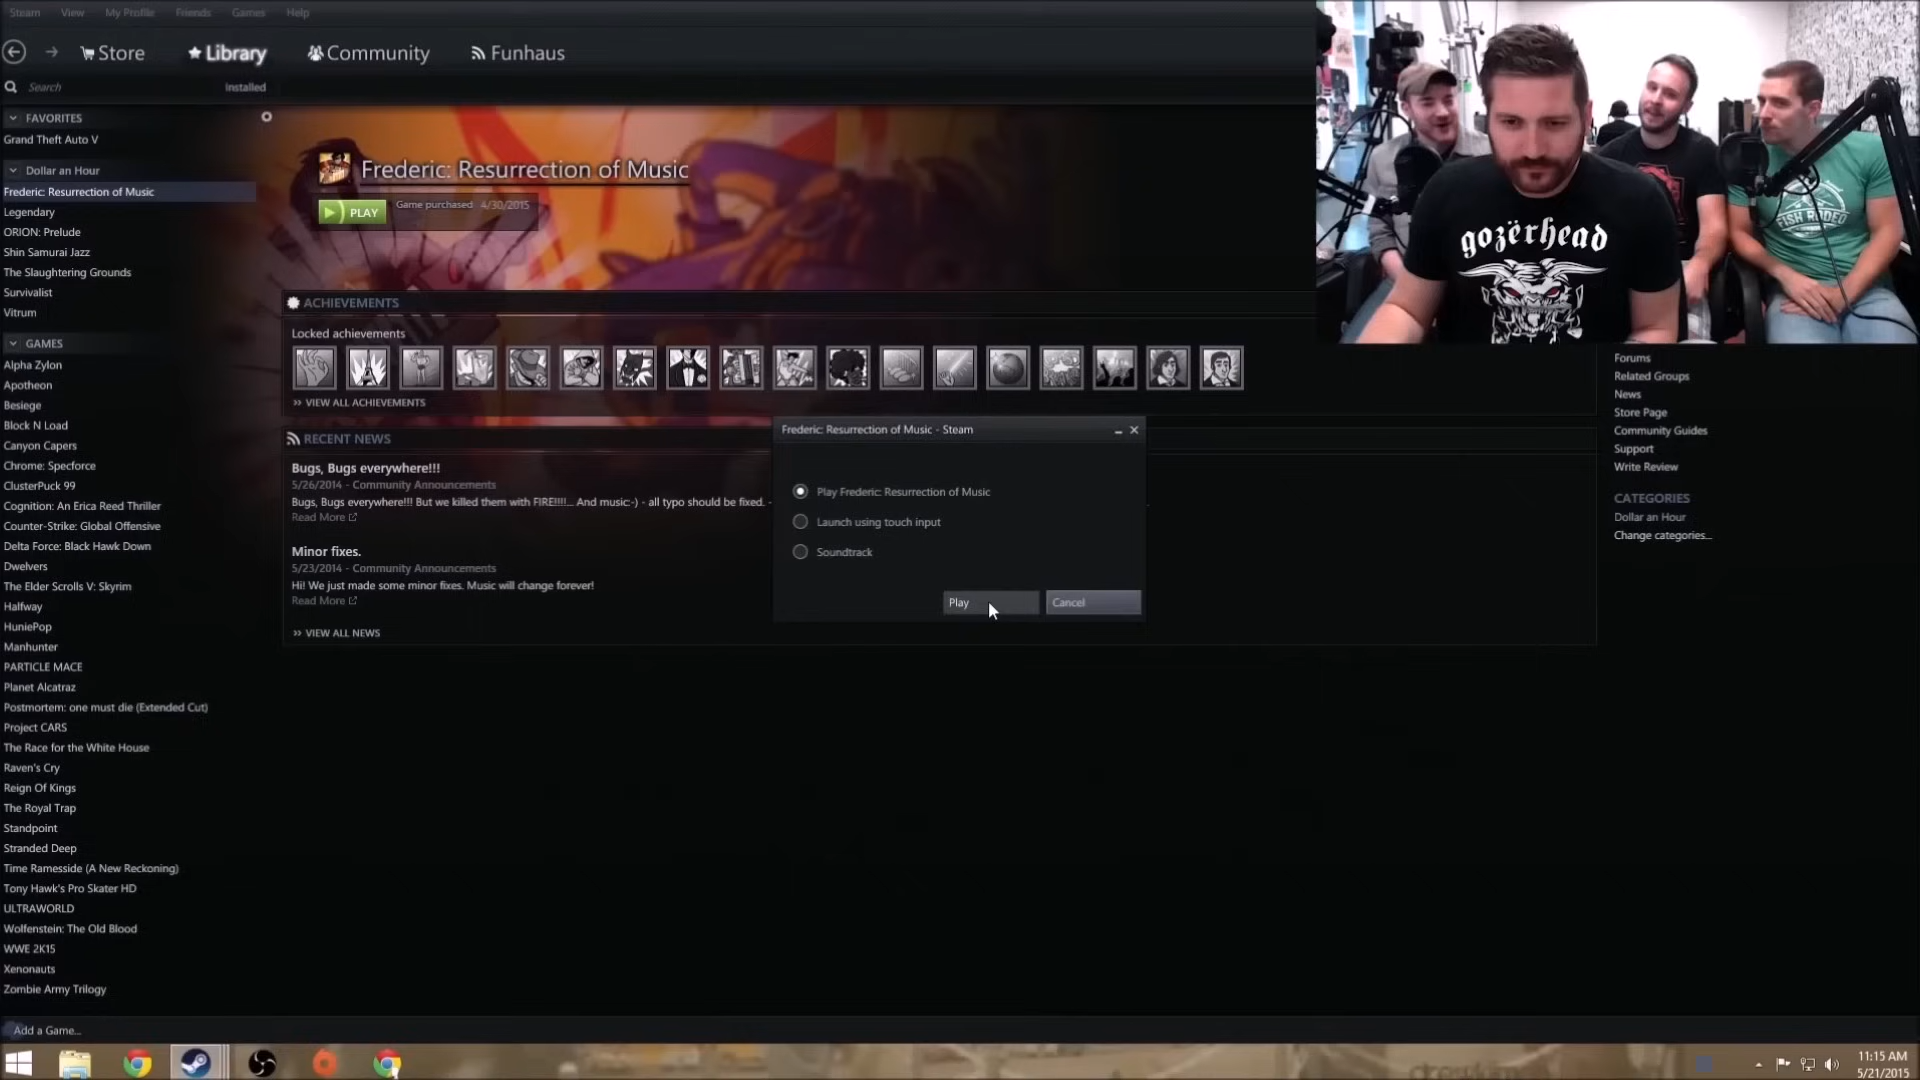 Steam View My Profile Friends Games Help
Store Library Community Funhaus
Search installed
FAVORITES
Grand Theft Auto V
Dollar an Hour
Frederic: Resurrection of Music
Legendary
ORION: Prelude
Shin Samurai Jazz
The Slaughtering Grounds
Survivalist
Vitrum
GAMES
Alpha Zylon
Apotheon
Besiege
Block N Load
Canyon Capers
Chrome: Specforce
ClusterPuck 99
Cognition: An Erica Reed Thriller
Counter-Strike: Global Offensive
Delta Force: Black Hawk Down
Dwelvers
The Elder Scrolls V: Skyrim
Halfway
HuniePop
Manhunter
PARTICLE MACE
Planet Alcatraz
Postmortem: one must die (Extended Cut)
Project CARS
The Race for the White House
Raven's Cry
Reign Of Kings
The Royal Trap
Standpoint
Stranded Deep
Time Ramesside (A New Reckoning)
Tony Hawk's Pro Skater HD
ULTRAWORLD
Wolfenstein: The Old Blood
WWE 2K15
Xenonauts
Zombie Army Trilogy
Add a Game...
Frederic: Resurrection of Music
PLAY Game purchased 4/30/2015
ACHIEVEMENTS
Locked achievements
VIEW ALL ACHIEVEMENTS
RECENT NEWS
Bugs, Bugs everywhere!!!
5/26/2014 - Community Announcements
Bugs, Bugs everywhere!!! But we killed them with FIRE!!!!... And music:-) - all typo should be fixed. -
Read More
Minor fixes.
5/23/2014 - Community Announcements
Hi! We just made some minor fixes. Music will change forever!
Read More
VIEW ALL NEWS
Frederic: Resurrection of Music - Steam
Play Frederic: Resurrection of Music
Launch using touch input
Soundtrack
Play Cancel
gozërhead
FISH RODEO
Forums
Related Groups
News
Store Page
Community Guides
Support
Write Review
CATEGORIES
Dollar an Hour
Change categories...
11:15 AM
5/21/2015